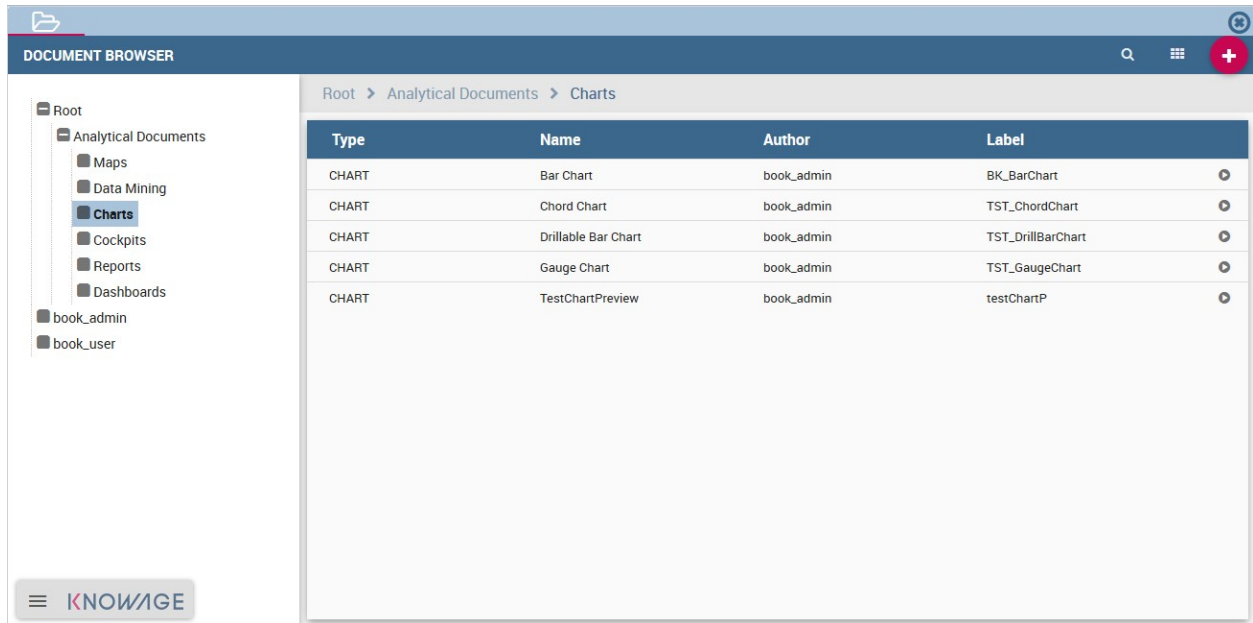 DOCUMENT BROWSER
Root
Analytical Documents
Maps
Data Mining
Charts
Cockpits
Reports
Dashboards
book_admin
book_user
Root > Analytical Documents > Charts
Type Name Author Label
CHART Bar Chart book_admin BK_BarChart
CHART Chord Chart book_admin TST_ChordChart
CHART Drillable Bar Chart book_admin TST_DrillBarChart
CHART Gauge Chart book_admin TST_GaugeChart
CHART TestChartPreview book_admin testChartP
KNOWAGE